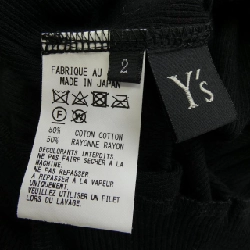 2
Y's
FABRIQUE AU
MADE IN JAPAN
60% COTON COTTON
50% RAYONNE RAYON
DECOLORANTS INTERDITS
NE PAS FAIRE SECHER A LA
MACHINE.
NE PAS REPASSER
A REPASSER A LA VAPEUR
UNIQUEMENT.
VEUILLEZ UTILISER UN FILET
LORS DU LAVAGE.